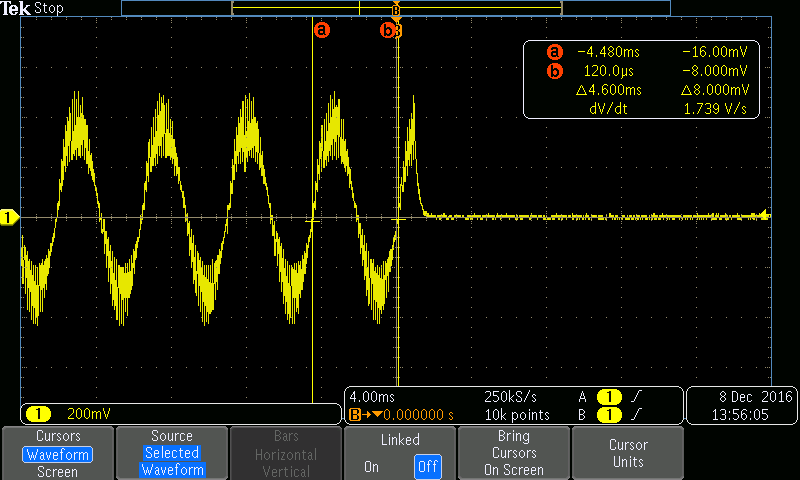 Tek Stop
B
a b
a -4.480ms -16.00mV
b 120.0µs -8.000mV
Δ4.600ms Δ8.000mV
dV/dt 1.739 V/s
1
1 200mV
4.00ms 250kS/s A 1
B→▼0.000000 s 10k points B 1
8 Dec 2016
13:56:05
Cursors
Waveform
Screen
Source
Selected
Waveform
Bars
Horizontal
Vertical
Linked
On Off
Bring
Cursors
On Screen
Cursor
Units